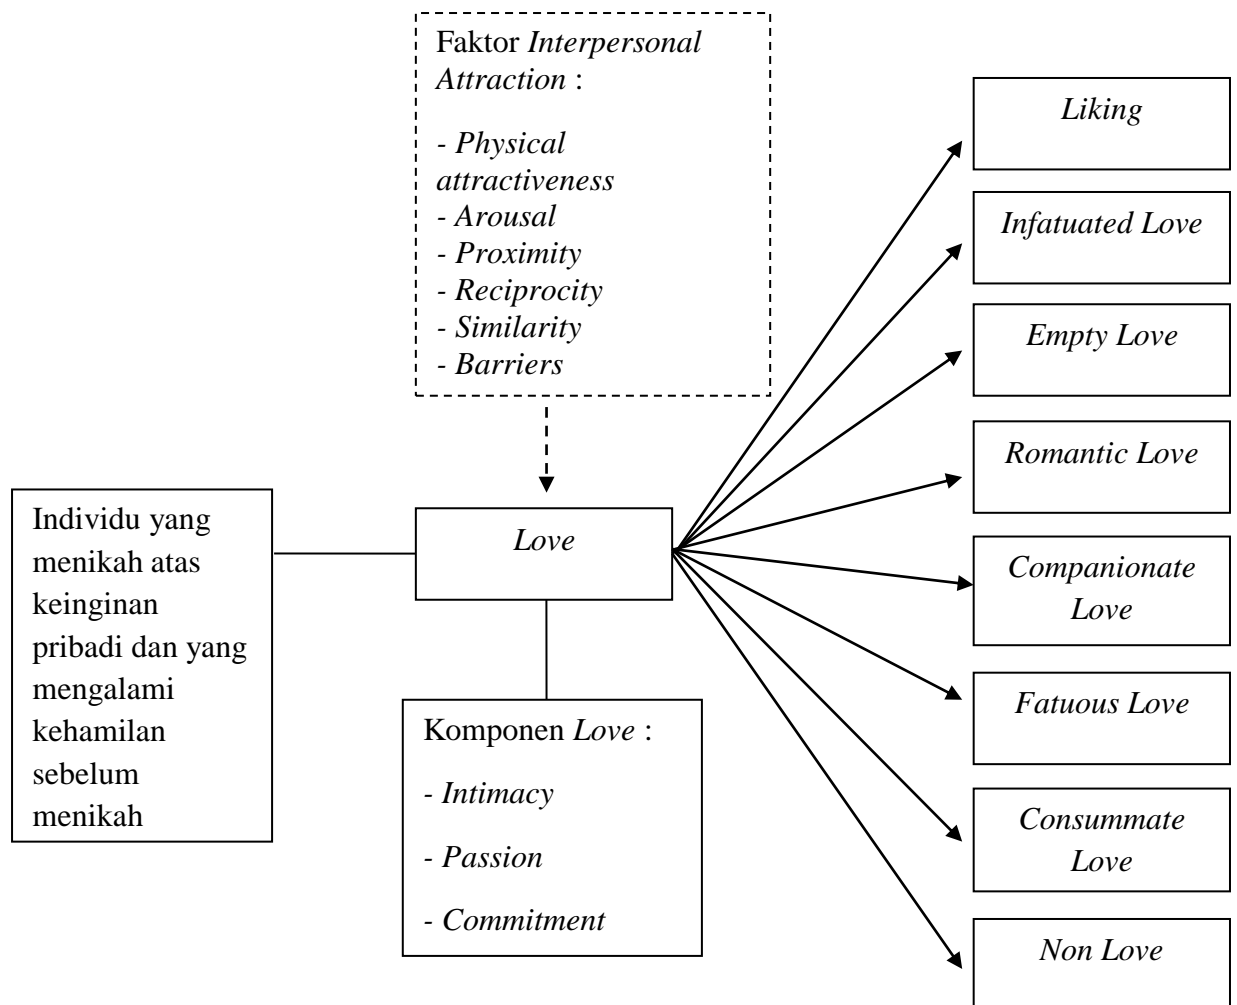 Faktor Interpersonal
Attraction :
- Physical
attractiveness
- Arousal
- Proximity
- Reciprocity
- Similarity
- Barriers
Individu yang
menikah atas
keinginan
pribadi dan yang
mengalami
kehamilan
sebelum
menikah
Love
Komponen Love :
- Intimacy
- Passion
- Commitment
Liking
Infatuated Love
Empty Love
Romantic Love
Companionate
Love
Fatuous Love
Consummate
Love
Non Love